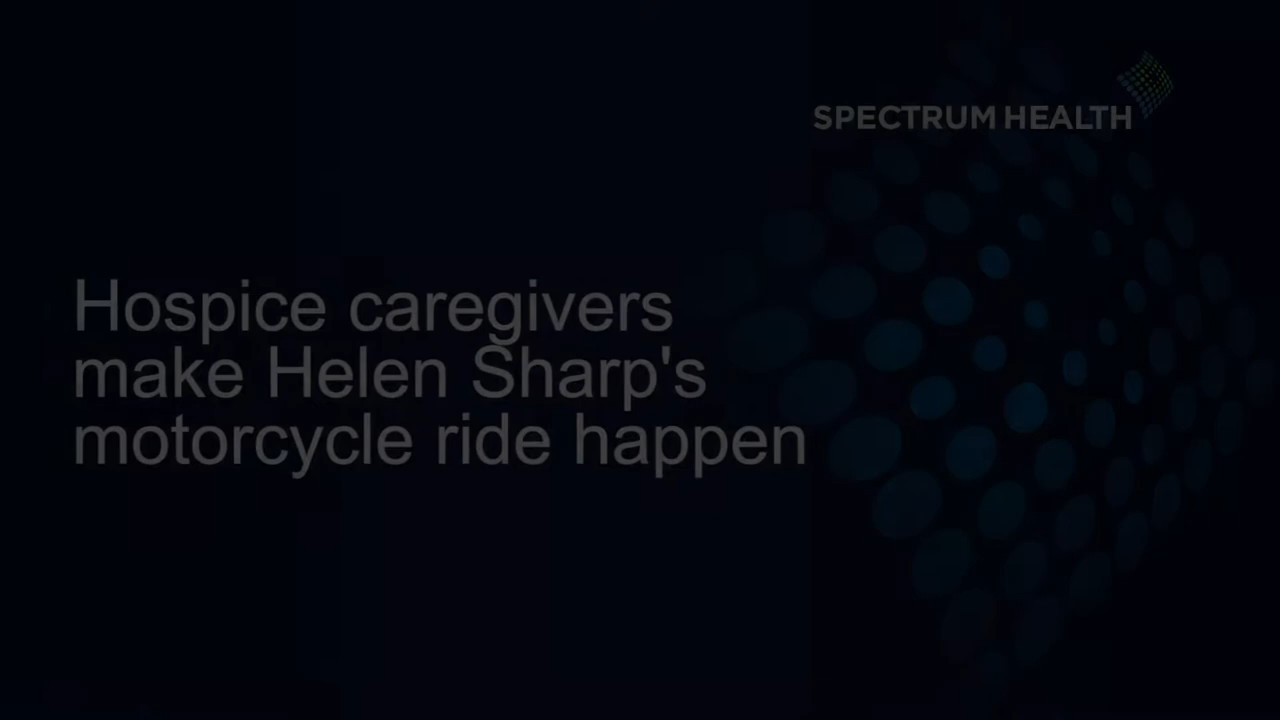 SPECTRUM HEALTH
Hospice caregivers
make Helen Sharp's
motorcycle ride happen